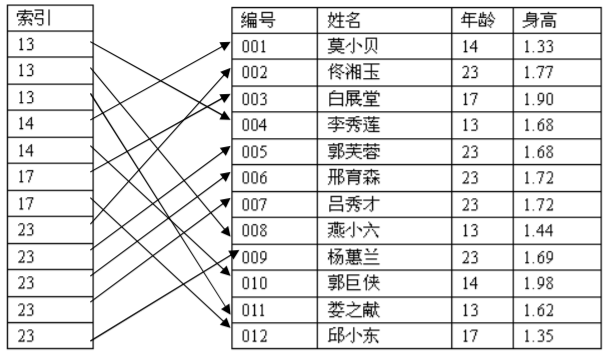 索引
13
13
13
14
14
17
17
23
23
23
23
23
编号 姓名 年龄 身高
001 莫小贝 14 1.33
002 佟湘玉 23 1.77
003 白展堂 17 1.90
004 李秀莲 13 1.68
005 郭芙蓉 23 1.68
006 邢育森 23 1.72
007 吕秀才 23 1.72
008 燕小六 13 1.44
009 杨蕙兰 23 1.69
010 郭巨侠 14 1.98
011 娄之献 13 1.62
012 邱小东 17 1.35